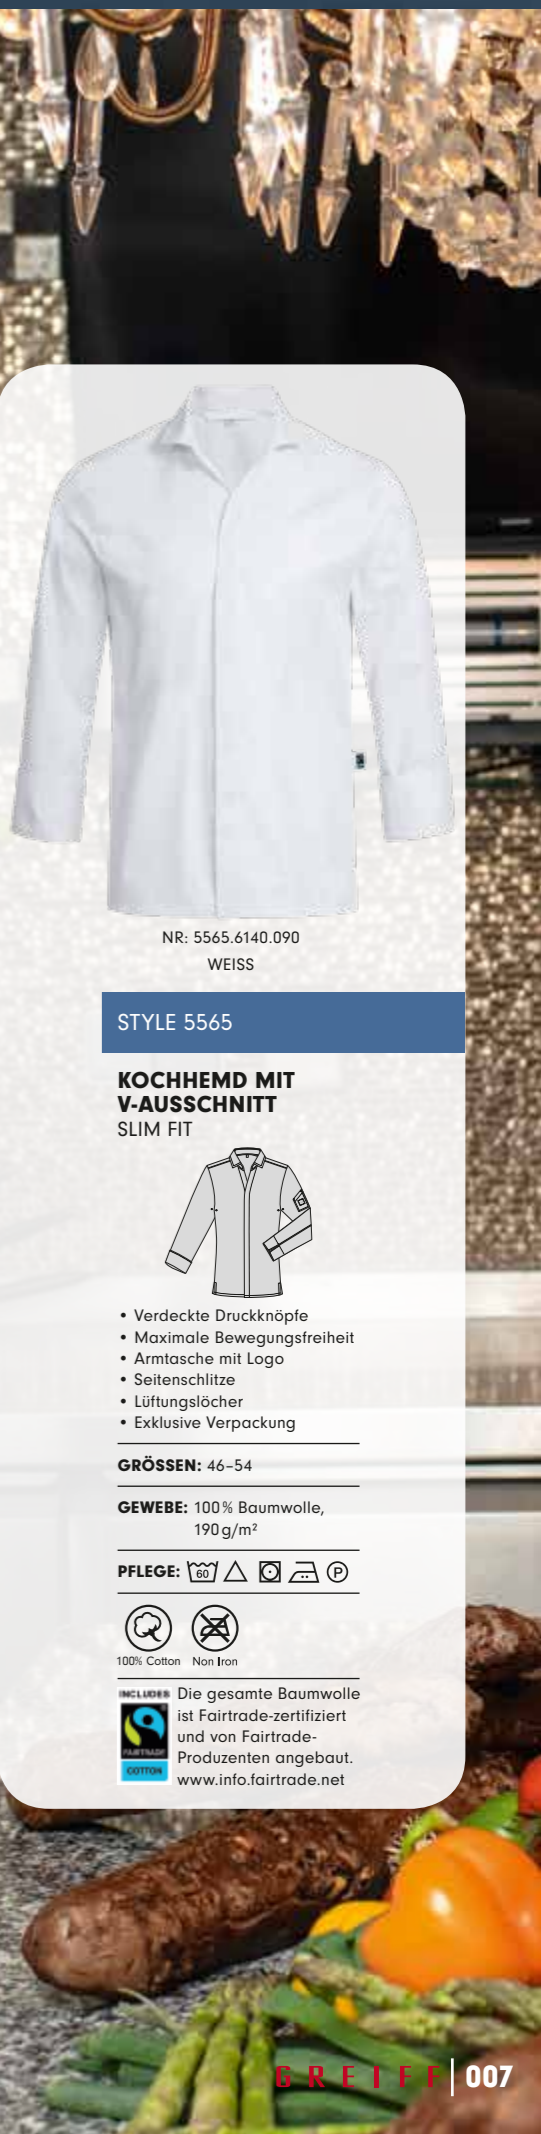 NR: 5565.6140.090
WEISS
STYLE 5565
KOCHHEMD MIT
V-AUSSCHNITT
SLIM FIT
• Verdeckte Druckknöpfe
• Maximale Bewegungsfreiheit
• Armtasche mit Logo
• Seitenschlitze
• Lüftungslöcher
• Exklusive Verpackung
GRÖSSEN: 46–54
GEWEBE: 100% Baumwolle,
190 g/m²
PFLEGE: 60 P
100% Cotton Non Iron
INCLUDES
FAIRTRADE
COTTON
Die gesamte Baumwolle
ist Fairtrade-zertifiziert
und von Fairtrade-
Produzenten angebaut.
www.info.fairtrade.net
GREIFF 007